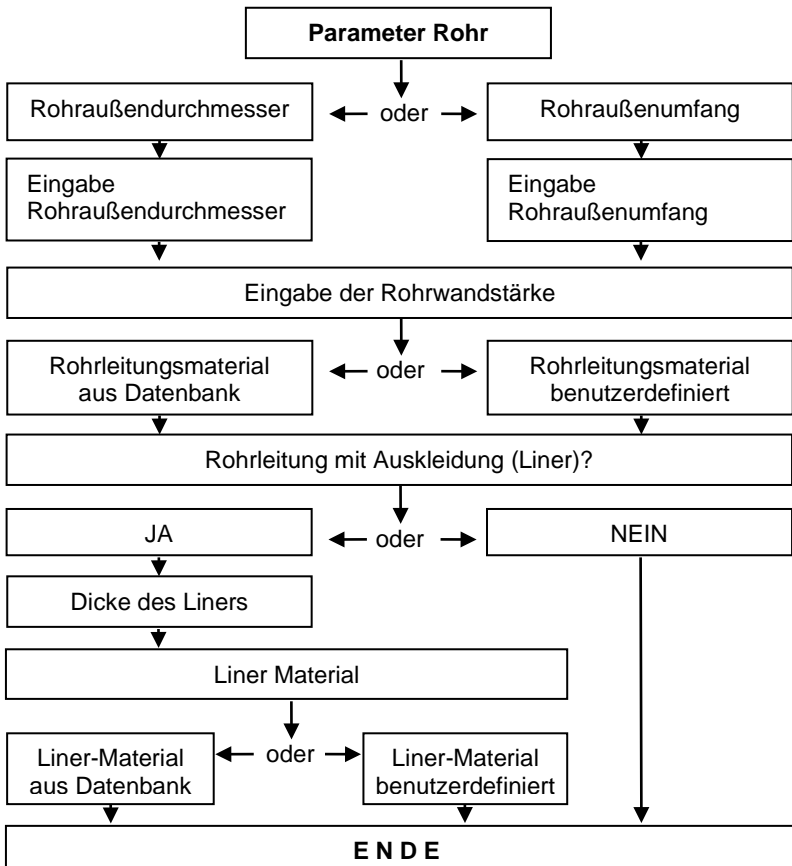 Parameter Rohr
Rohraußendurchmesser
oder
Rohraußenumfang
Eingabe
Rohraußendurchmesser
Eingabe
Rohraußenumfang
Eingabe der Rohrwandstärke
Rohrleitungsmaterial
aus Datenbank
oder
Rohrleitungsmaterial
benutzerdefiniert
Rohrleitung mit Auskleidung (Liner)?
JA
oder
NEIN
Dicke des Liners
Liner Material
Liner-Material
aus Datenbank
oder
Liner-Material
benutzerdefiniert
E N D E